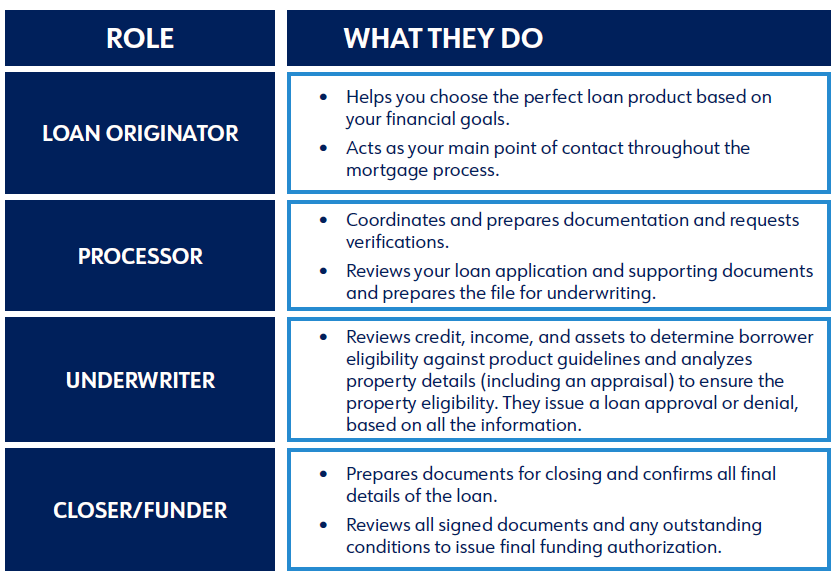 ROLE
WHAT THEY DO
LOAN ORIGINATOR
• Helps you choose the perfect loan product based on
your financial goals.
• Acts as your main point of contact throughout the
mortgage process.
PROCESSOR
• Coordinates and prepares documentation and requests
verifications.
• Reviews your loan application and supporting documents
and prepares the file for underwriting.
UNDERWRITER
• Reviews credit, income, and assets to determine borrower
eligibility against product guidelines and analyzes
property details (including an appraisal) to ensure the
property eligibility. They issue a loan approval or denial,
based on all the information.
CLOSER/FUNDER
• Prepares documents for closing and confirms all final
details of the loan.
• Reviews all signed documents and any outstanding
conditions to issue final funding authorization.